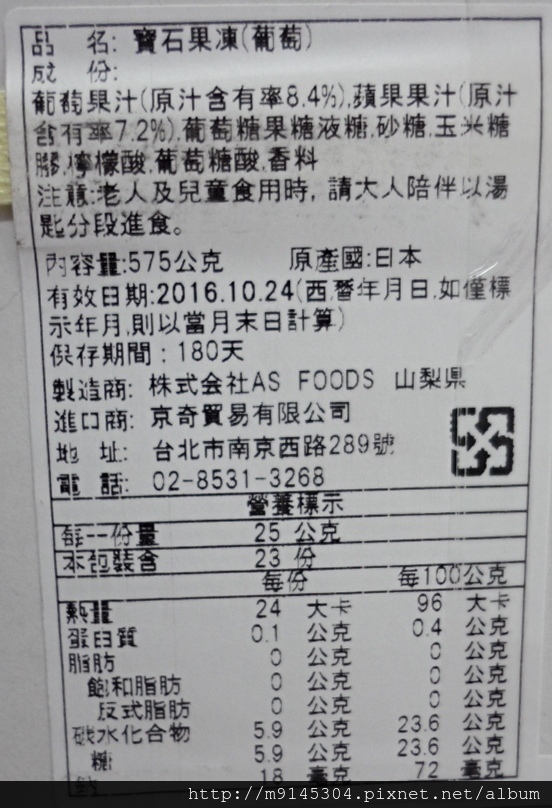 品　名: 寶石果凍(葡萄)
成　份:
葡萄果汁(原汁含有率8.4%),蘋果果汁(原汁
含有率7.2%),葡萄糖果糖液糖,砂糖,玉米糖
膠,檸檬酸,葡萄糖酸,香料
注意:老人及兒童食用時, 請大人陪伴以湯
匙分段進食。
內容量:575公克　原產國:日本
有效日期:2016.10.24(西曆年月日,如僅標
示年月,則以當月末日計算)
保存期間：180天
製造商: 株式会社AS FOODS 山梨県
進口商: 京奇貿易有限公司
地　址: 台北市南京西路289號
電　話: 02-8531-3268
營養標示
每一份量 25 公克
本包裝含 23 份
每份 每100公克
熱量 24 大卡 96 大卡
蛋白質 0.1 公克 0.4 公克
脂肪 0 公克 0 公克
飽和脂肪 0 公克 0 公克
反式脂肪 0 公克 0 公克
碳水化合物 5.9 公克 23.6 公克
糖 5.9 公克 23.6 公克
鈉 18 毫克 72 毫克
http://m9145304.pixnet.net/album